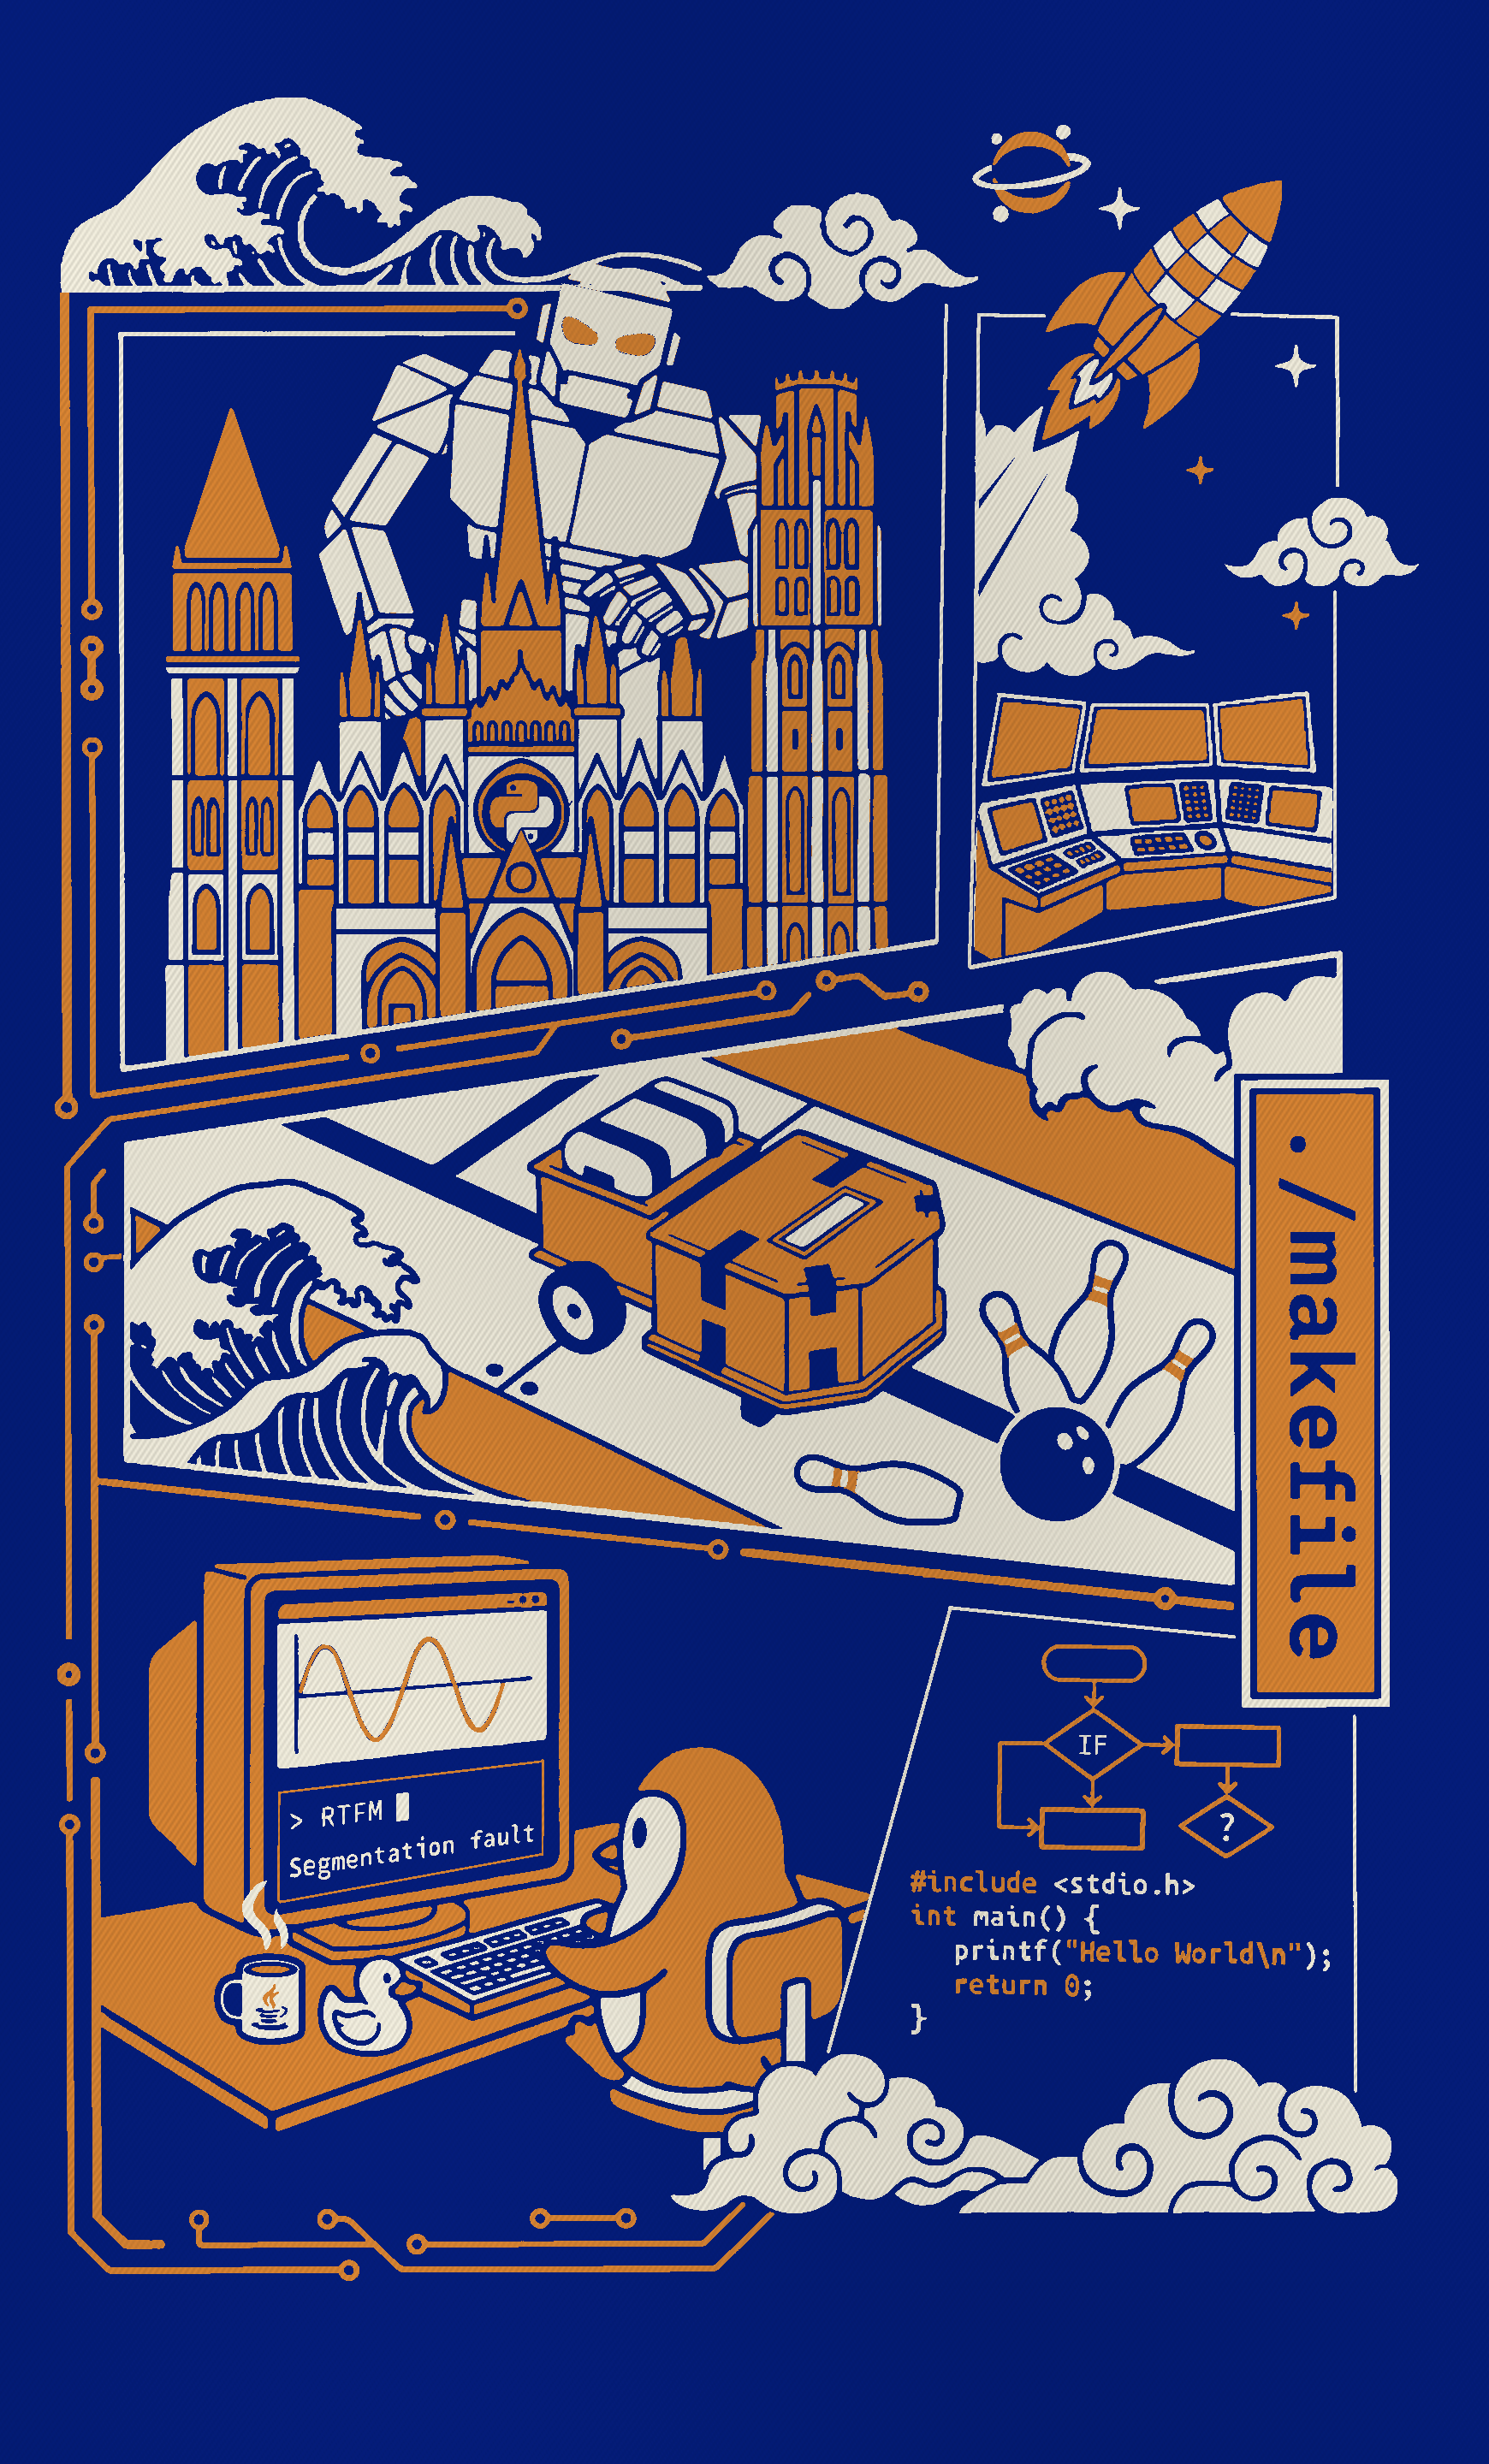 ./makefile
> RTFM
Segmentation fault
IF
?
#include <stdio.h>
int main() {
printf("Hello World\n");
return 0;
}